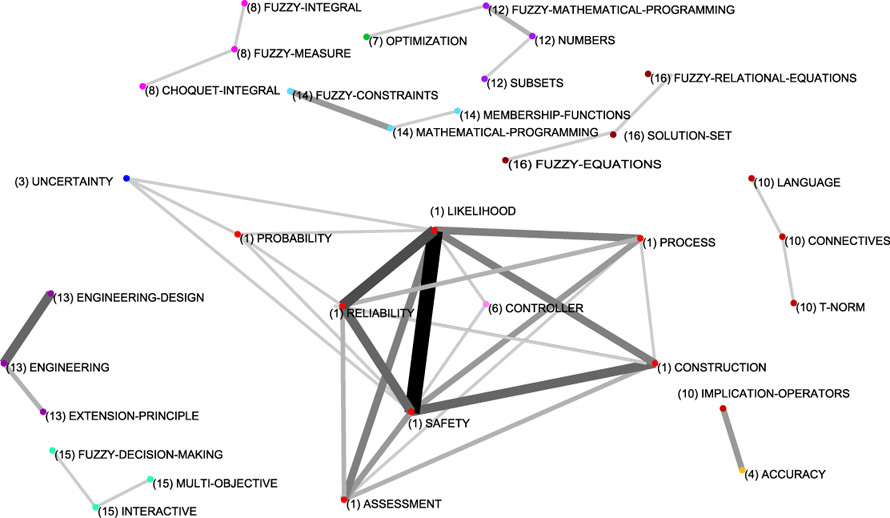 (8) FUZZY-INTEGRAL
(12) FUZZY-MATHEMATICAL-PROGRAMMING
(7) OPTIMIZATION
(12) NUMBERS
(8) FUZZY-MEASURE
(12) SUBSETS
(16) FUZZY-RELATIONAL-EQUATIONS
(8) CHOQUET-INTEGRAL
(14) FUZZY-CONSTRAINTS
(14) MEMBERSHIP-FUNCTIONS
(14) MATHEMATICAL-PROGRAMMING
(16) SOLUTION-SET
(16) FUZZY-EQUATIONS
(3) UNCERTAINTY
(10) LANGUAGE
(1) LIKELIHOOD
(1) PROBABILITY
(1) PROCESS
(10) CONNECTIVES
(13) ENGINEERING-DESIGN
(1) RELIABILITY
(6) CONTROLLER
(10) T-NORM
(13) ENGINEERING
(1) CONSTRUCTION
(10) IMPLICATION-OPERATORS
(13) EXTENSION-PRINCIPLE
(1) SAFETY
(15) FUZZY-DECISION-MAKING
(4) ACCURACY
(15) MULTI-OBJECTIVE
(1) ASSESSMENT
(15) INTERACTIVE